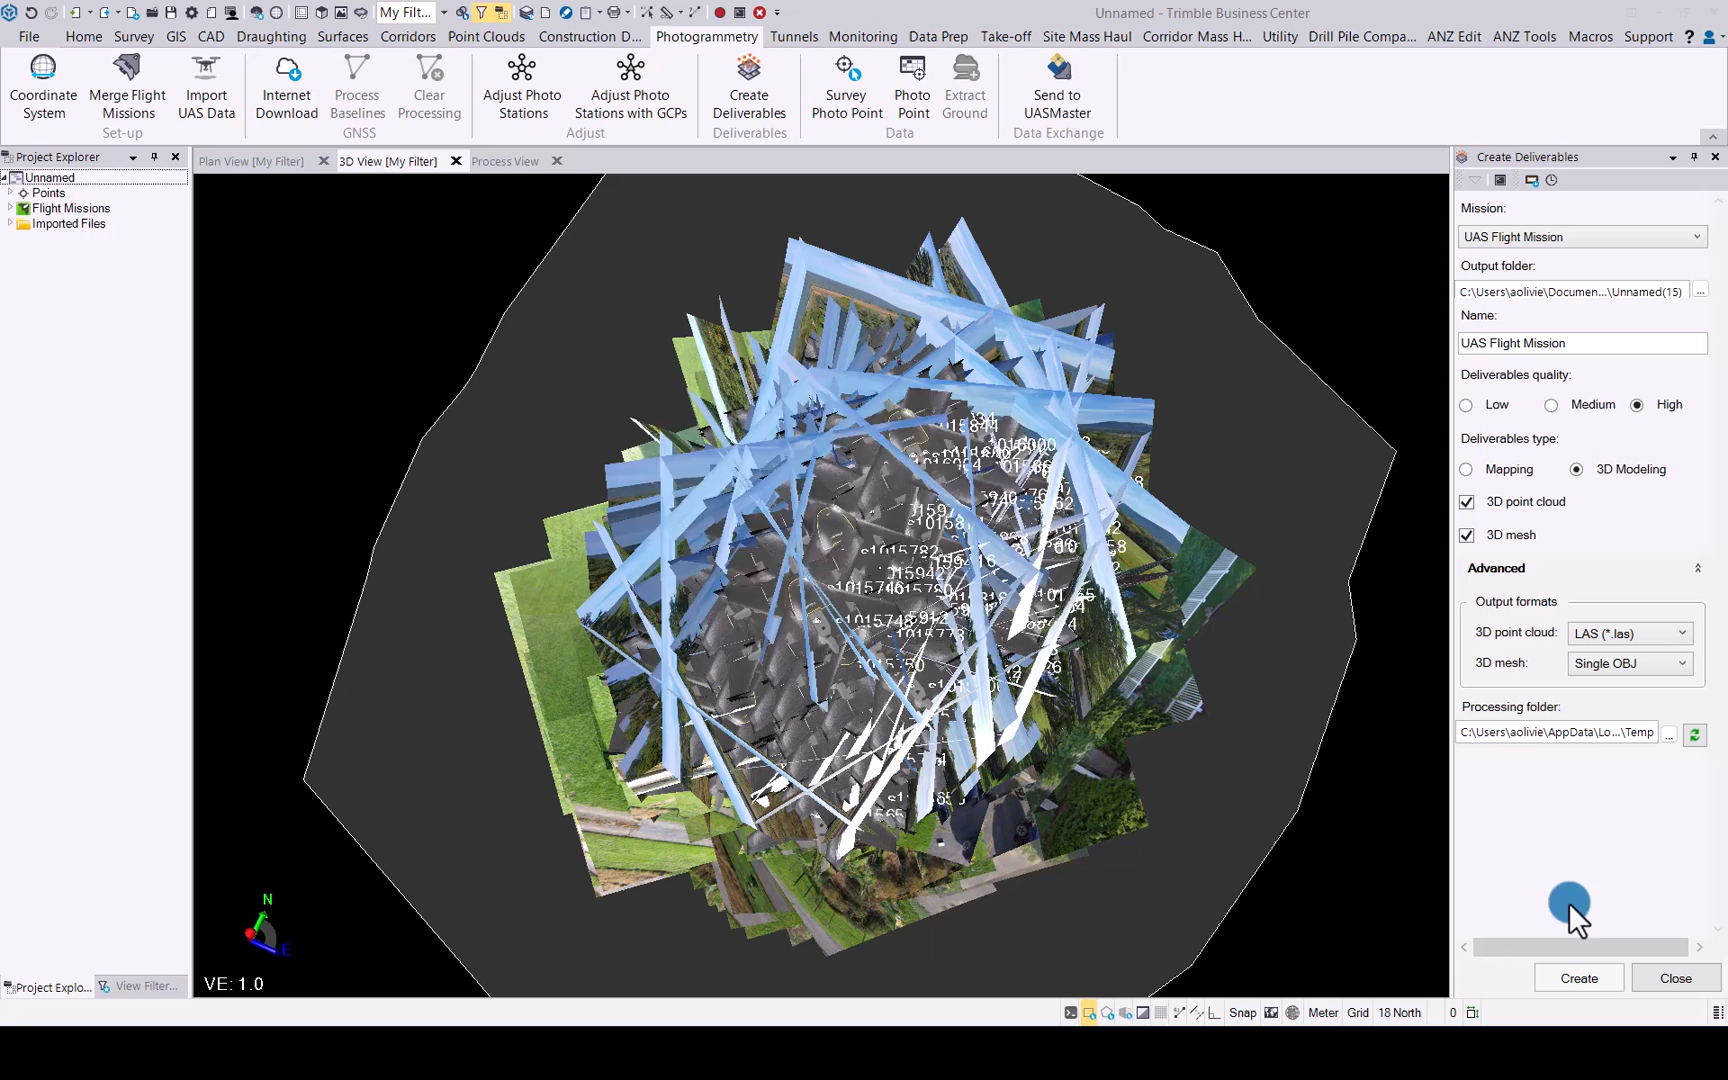 My Filt...
Unnamed - Trimble Business Center
File Home Survey GIS CAD Draughting Surfaces Corridors Point Clouds Construction D... Photogrammetry Tunnels Monitoring Data Prep Take-off Site Mass Haul Corridor Mass H... Utility Drill Pile Compa... ANZ Edit ANZ Tools Macros Support ?
Coordinate System
Merge Flight Missions
Import UAS Data
Set-up
Internet Download
Process Baselines
Clear Processing
GNSS
Adjust Photo Stations
Adjust Photo Stations with GCPs
Adjust
Create Deliverables
Deliverables
Survey Photo Point
Photo Point
Extract Ground
Data
Send to UASMaster
Data Exchange
Project Explorer
Unnamed
Points
Flight Missions
Imported Files
Plan View [My Filter]
3D View [My Filter]
Process View
N
E
VE: 1.0
Create Deliverables
Mission:
UAS Flight Mission
Output folder:
C:\Users\aolivie\Documen...\Unnamed(15) ...
Name:
UAS Flight Mission
Deliverables quality:
Low Medium High
Deliverables type:
Mapping 3D Modeling
3D point cloud
3D mesh
Advanced
Output formats
3D point cloud: LAS (*.las)
3D mesh: Single OBJ
Processing folder:
C:\Users\aolivie\AppData\Lo...\Temp ...
Create Close
Project Explo... View Filter...
Snap Meter Grid 18 North 0